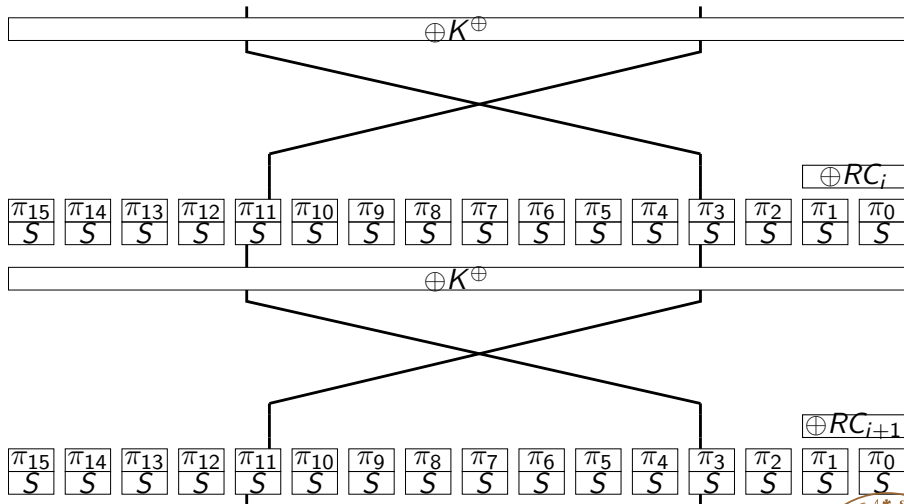 ⊕K^⊕
⊕RC_i
π₁₅ π₁₄ π₁₃ π₁₂ π₁₁ π₁₀ π₉ π₈ π₇ π₆ π₅ π₄ π₃ π₂ π₁ π₀
S S S S S S S S S S S S S S S S
⊕K^⊕
⊕RC_{i+1}
π₁₅ π₁₄ π₁₃ π₁₂ π₁₁ π₁₀ π₉ π₈ π₇ π₆ π₅ π₄ π₃ π₂ π₁ π₀
S S S S S S S S S S S S S S S S